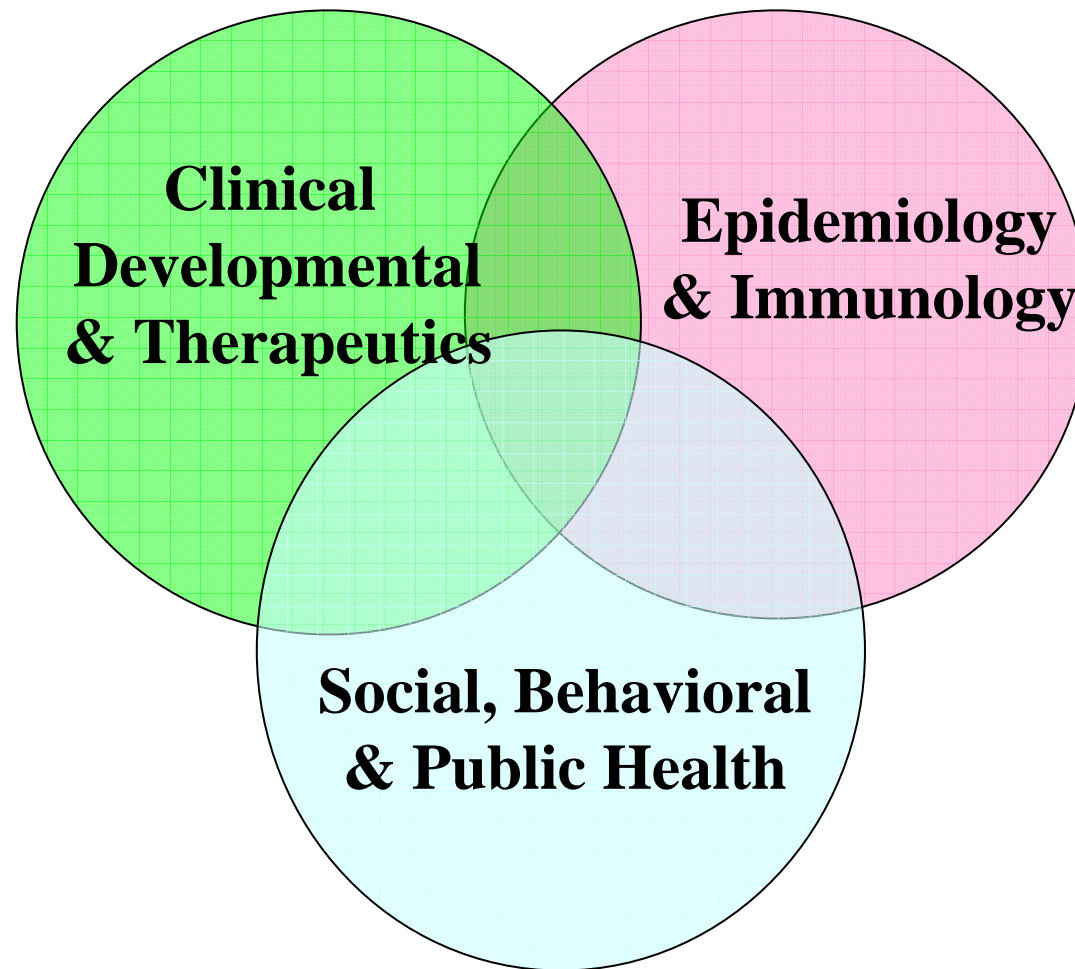 Clinical
Developmental
& Therapeutics
Epidemiology
& Immunology
Social, Behavioral
& Public Health